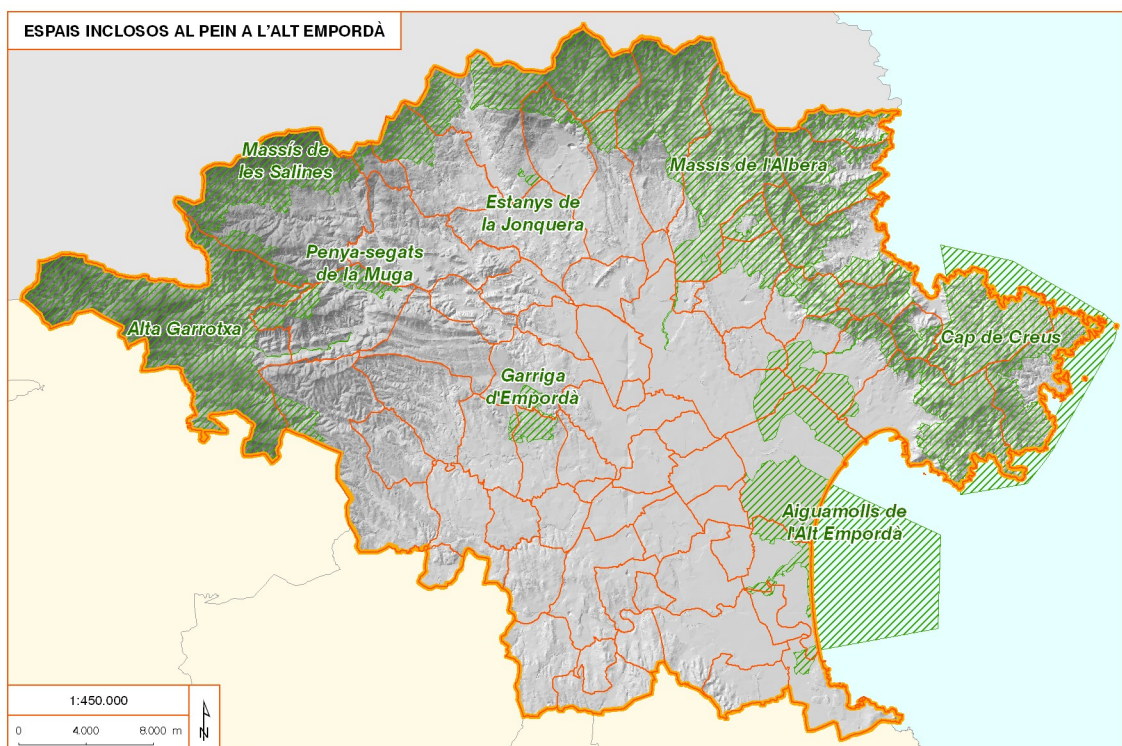 ESPAIS INCLOSOS AL PEIN A L'ALT EMPORDÀ
Massís de
les Salines
Massís de l'Albera
Estanys de
la Jonquera
Penya-segats
de la Muga
Alta Garrotxa
Cap de Creus
Garriga
d'Empordà
Aiguamolls de
l'Alt Empordà
1:450.000
0 4.000 8.000 m
N